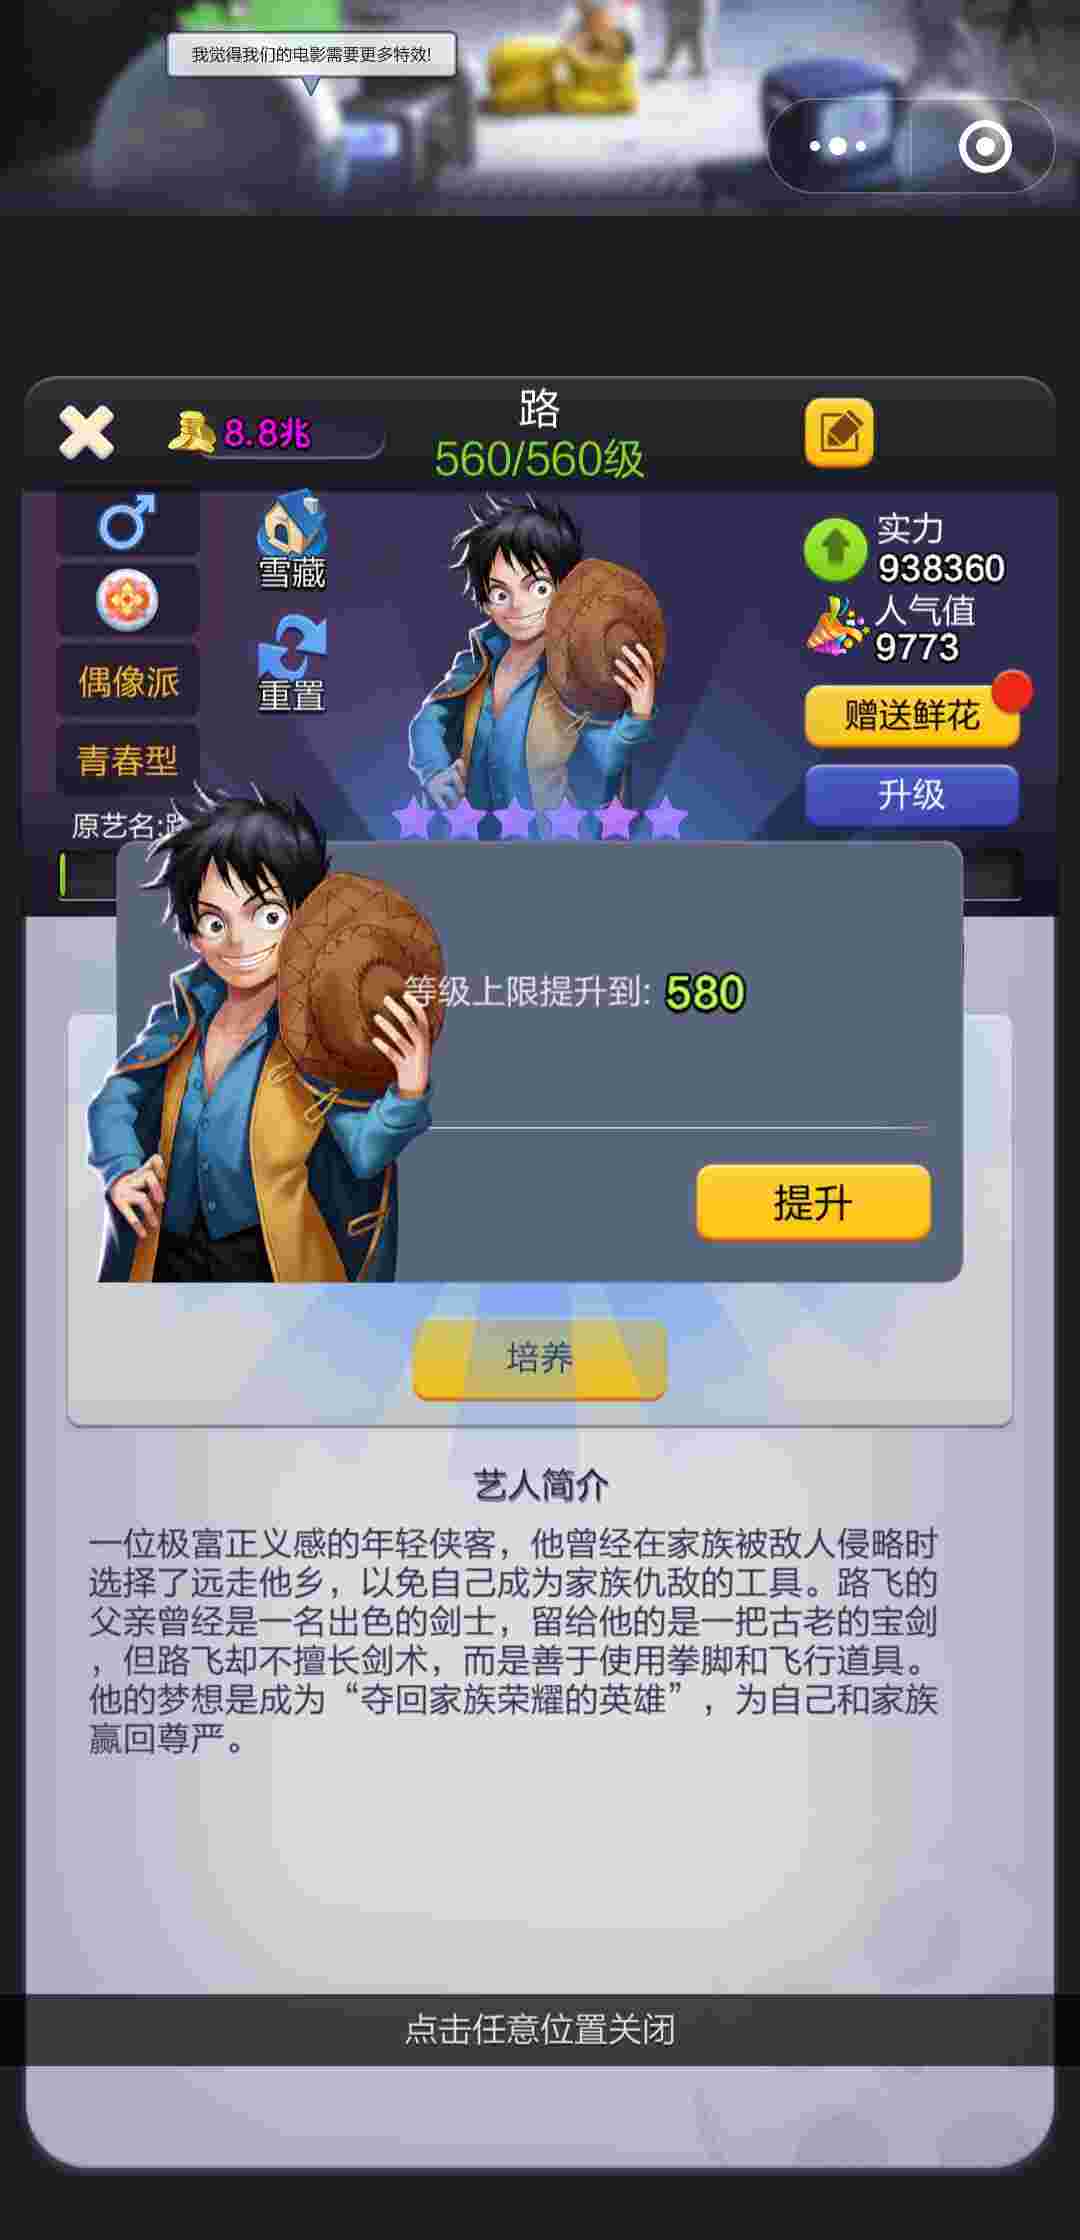 我觉得我们的电影需要更多特效!
路
8.8兆
560/560级
实力
938360
雪藏
人气值
9773
偶像派
重置
赠送鲜花
青春型
升级
原艺名:
等级上限提升到: 580
提升
培养
艺人简介
一位极富正义感的年轻侠客，他曾经在家族被敌人侵略时
选择了远走他乡，以免自己成为家族仇敌的工具。路飞的
父亲曾经是一名出色的剑士，留给他的是一把古老的宝剑
，但路飞却不擅长剑术，而是善于使用拳脚和飞行道具。
他的梦想是成为“夺回家族荣耀的英雄”，为自己和家族
赢回尊严。
点击任意位置关闭